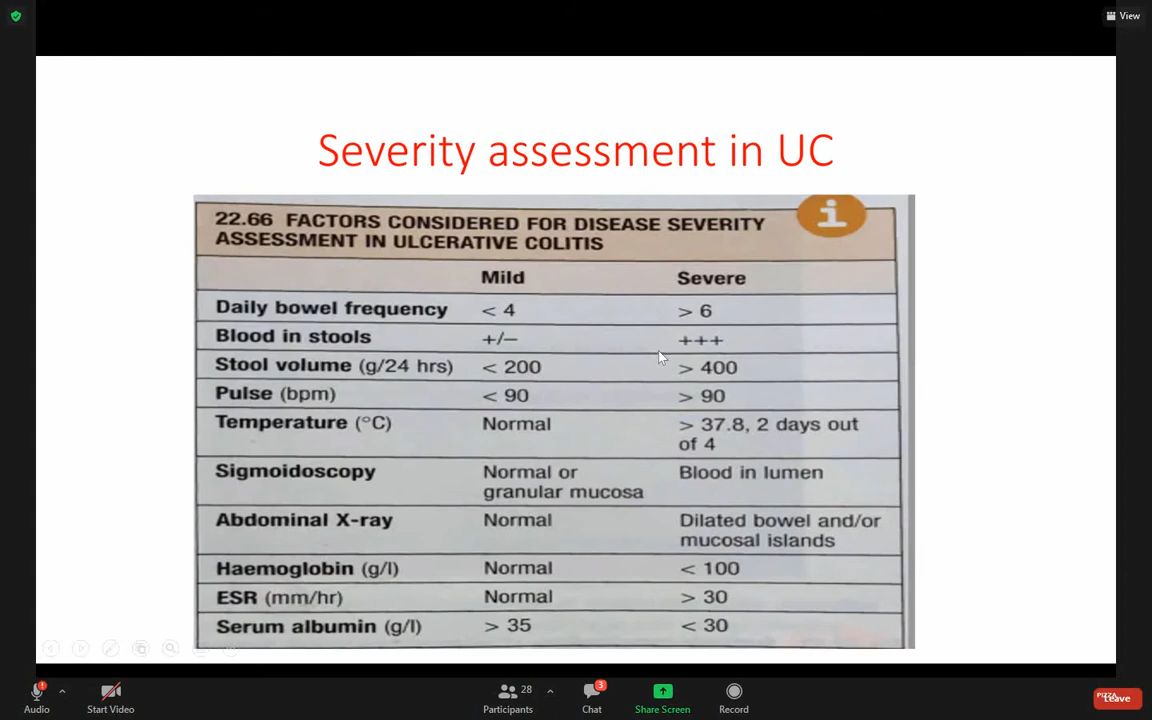 View
Severity assessment in UC
i
22.66 FACTORS CONSIDERED FOR DISEASE SEVERITY
ASSESSMENT IN ULCERATIVE COLITIS
Mild Severe
Daily bowel frequency < 4 > 6
Blood in stools +/– +++
Stool volume (g/24 hrs) < 200 > 400
Pulse (bpm) < 90 > 90
Temperature (°C) Normal > 37.8, 2 days out
of 4
Sigmoidoscopy Normal or Blood in lumen
granular mucosa
Abdominal X-ray Normal Dilated bowel and/or
mucosal islands
Haemoglobin (g/l) Normal < 100
ESR (mm/hr) Normal > 30
Serum albumin (g/l) > 35 < 30
28 3
Audio Start Video Participants Chat Share Screen Record PIZZA Leave